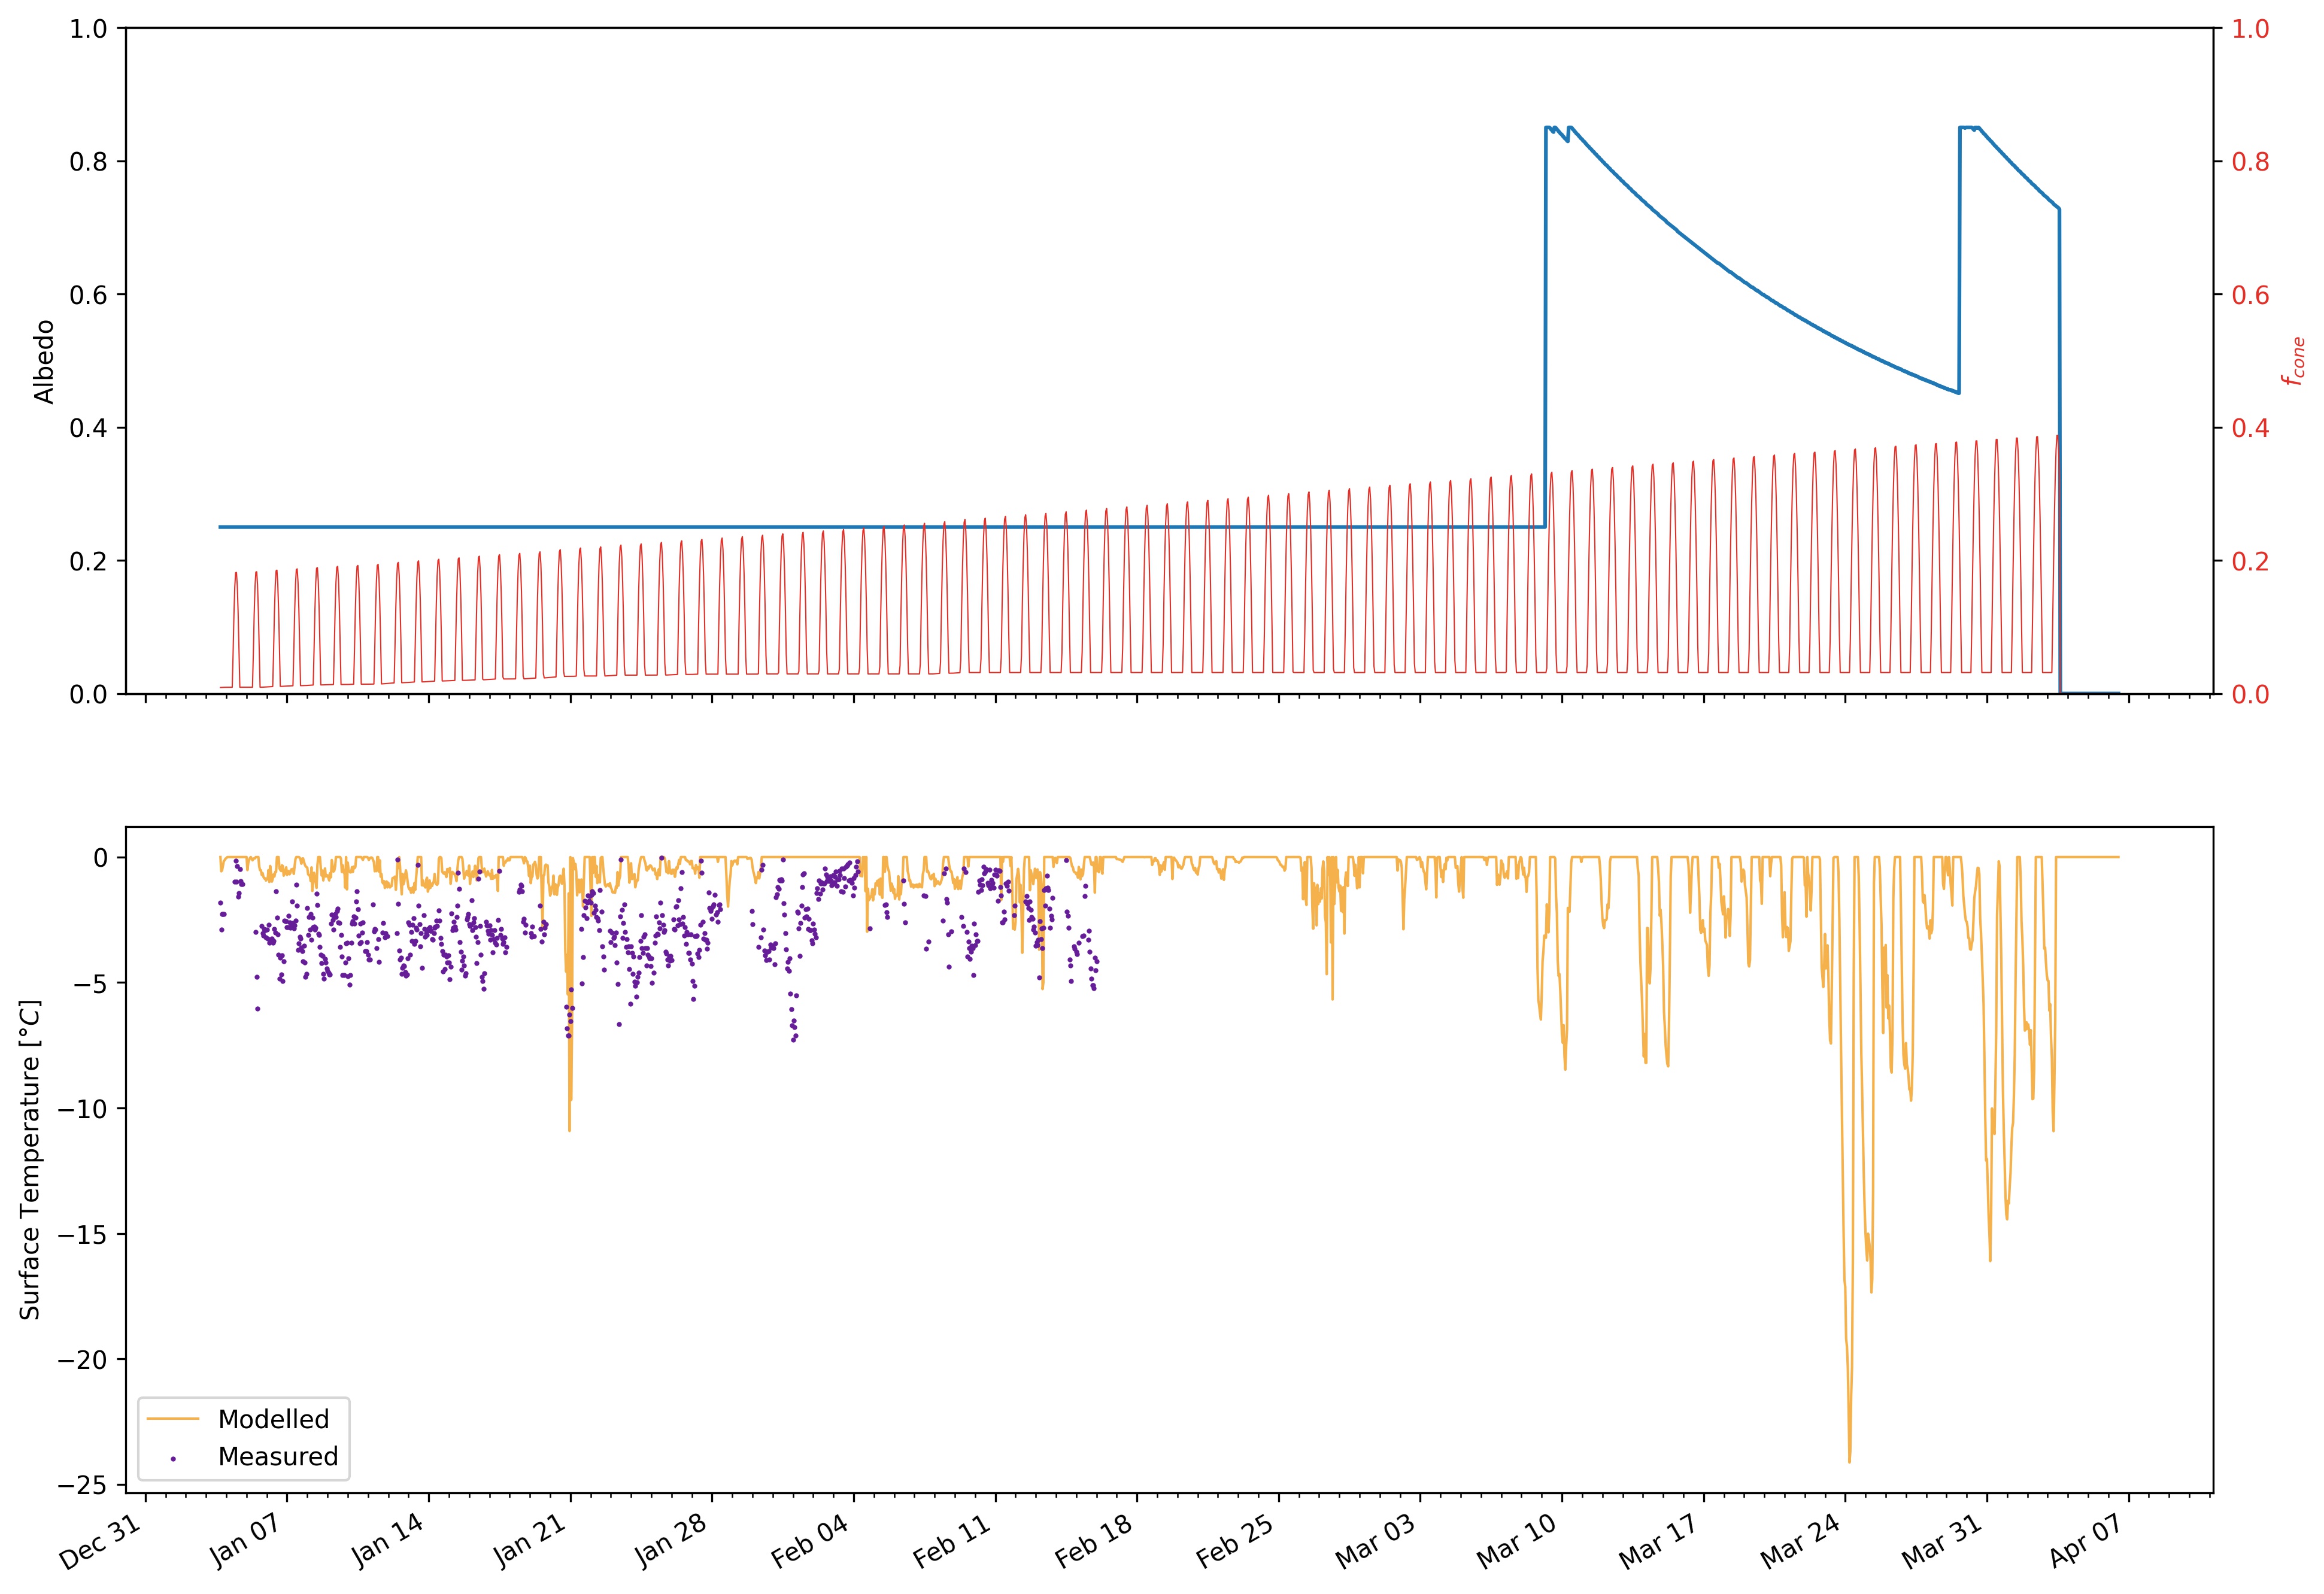 1.0
0.8
0.6
0.4
0.2
0.0
Albedo
1.0
0.8
0.6
0.4
0.2
0.0
f_cone
0
−5
−10
−15
−20
−25
Surface Temperature [°C]
Modelled
Measured
Dec 31
Jan 07
Jan 14
Jan 21
Jan 28
Feb 04
Feb 11
Feb 18
Feb 25
Mar 03
Mar 10
Mar 17
Mar 24
Mar 31
Apr 07